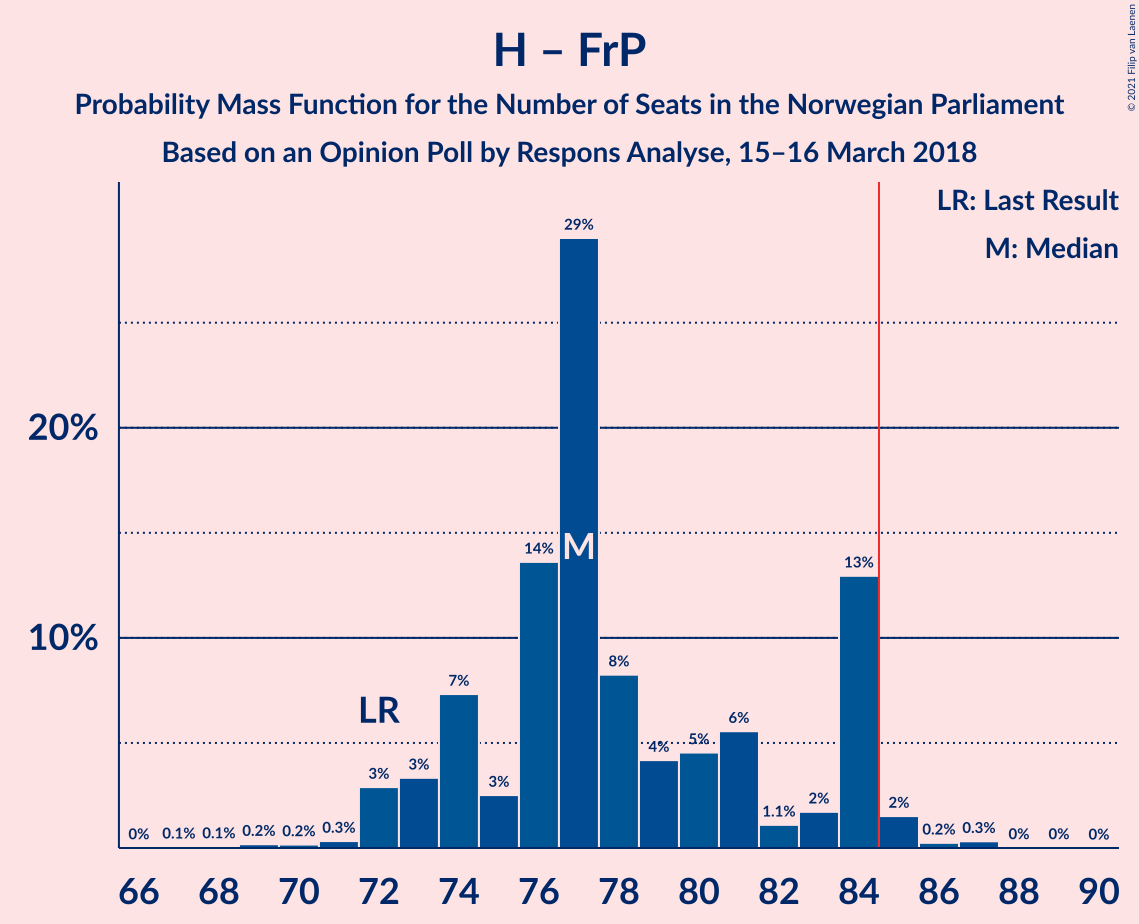 H – FrP
Probability Mass Function for the Number of Seats in the Norwegian Parliament
Based on an Opinion Poll by Respons Analyse, 15–16 March 2018
© 2021 Filip van Laenen
LR: Last Result
M: Median
20%
10%
0% 0.1% 0.1% 0.2% 0.2% 0.3% 3% 3% 7% 3% 14% 29% 8% 4% 5% 6% 1.1% 2% 13% 2% 0.2% 0.3% 0% 0% 0%
LR
M
66 68 70 72 74 76 78 80 82 84 86 88 90